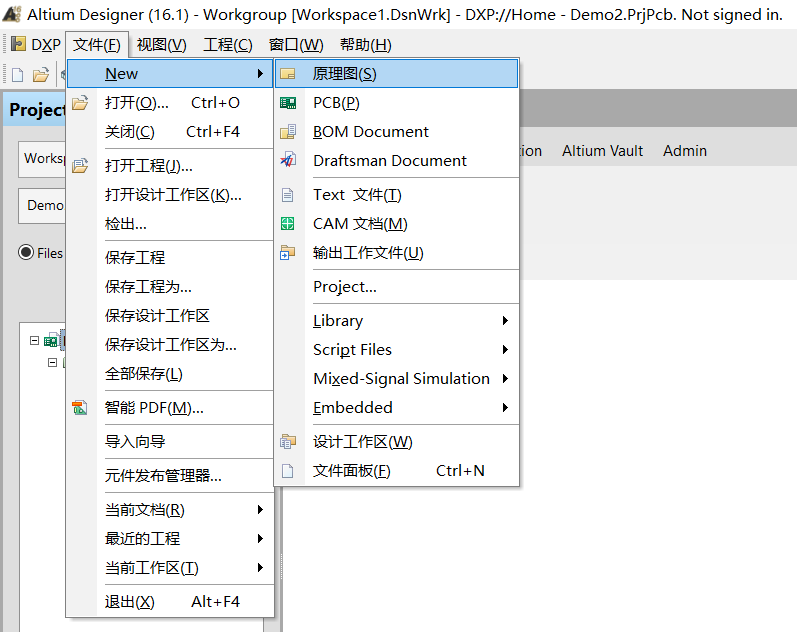 Altium Designer (16.1) - Workgroup [Workspace1.DsnWrk] - DXP://Home - Demo2.PrjPcb. Not signed in.
DXP 文件(F) 视图(V) 工程(C) 窗口(W) 帮助(H)
New
打开(O)... Ctrl+O
关闭(C) Ctrl+F4
打开工程(J)...
打开设计工作区(K)...
检出...
保存工程
保存工程为...
保存设计工作区
保存设计工作区为...
全部保存(L)
智能 PDF(M)...
导入向导
元件发布管理器...
当前文档(R)
最近的工程
当前工作区(T)
退出(X) Alt+F4
原理图(S)
PCB(P)
BOM Document
Draftsman Document
Text 文件(T)
CAM 文档(M)
输出工作文件(U)
Project...
Library
Script Files
Mixed-Signal Simulation
Embedded
设计工作区(W)
文件面板(F) Ctrl+N
Project
Works
Demo
Files
tion Altium Vault Admin